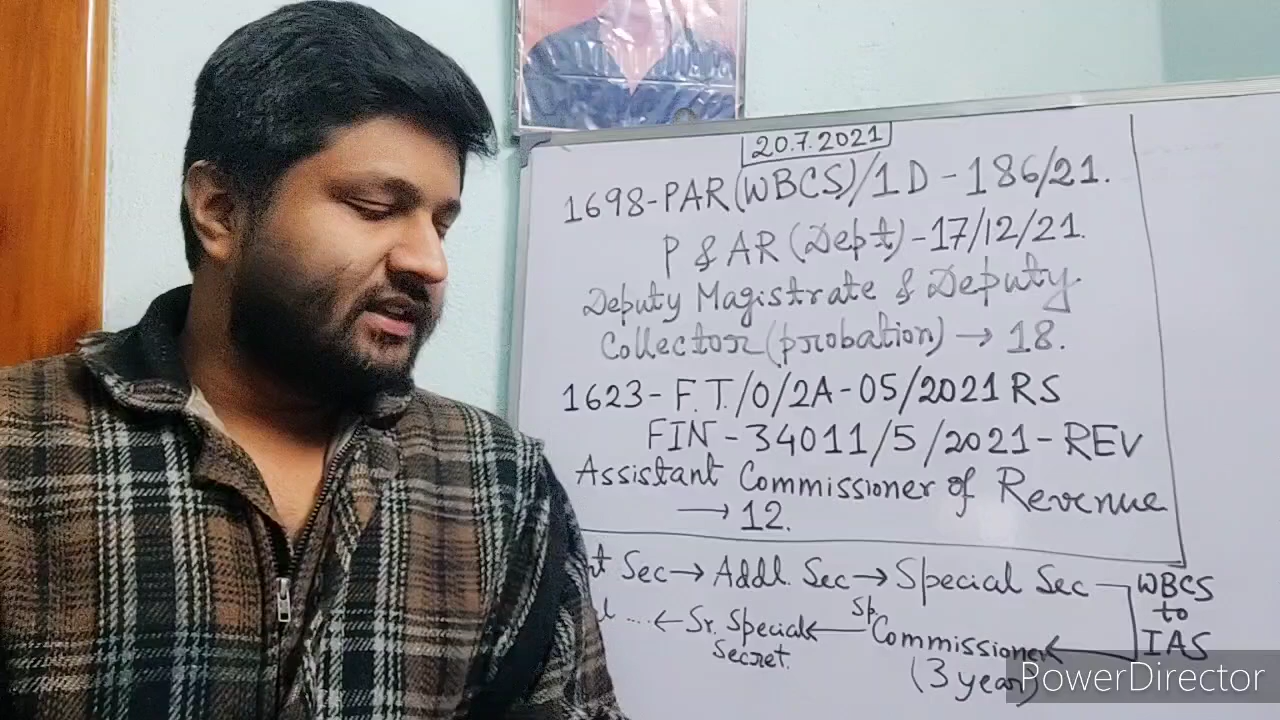 20.7.2021
1698-PAR(WBCS)/1D-186/21.
P & AR (Dept)-17/12/21.
Deputy Magistrate & Deputy
Collector (probation) → 18.
1623- F.T./O/2A-05/2021 RS
FIN-34011/5/2021-REV
Assistant Commissioner of Revenue
→ 12.
t Sec → Addl. Sec → Special Sec
WBCS
to
IAS
... ← Sr. Special ← Sp. Commissioner ←
Secret.
(3 year)
PowerDirector